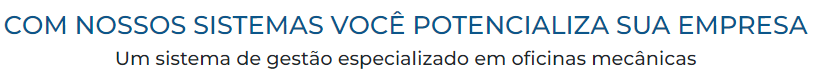 COM NOSSOS SISTEMAS VOCÊ POTENCIALIZA SUA EMPRESA
Um sistema de gestão especializado em oficinas mecânicas